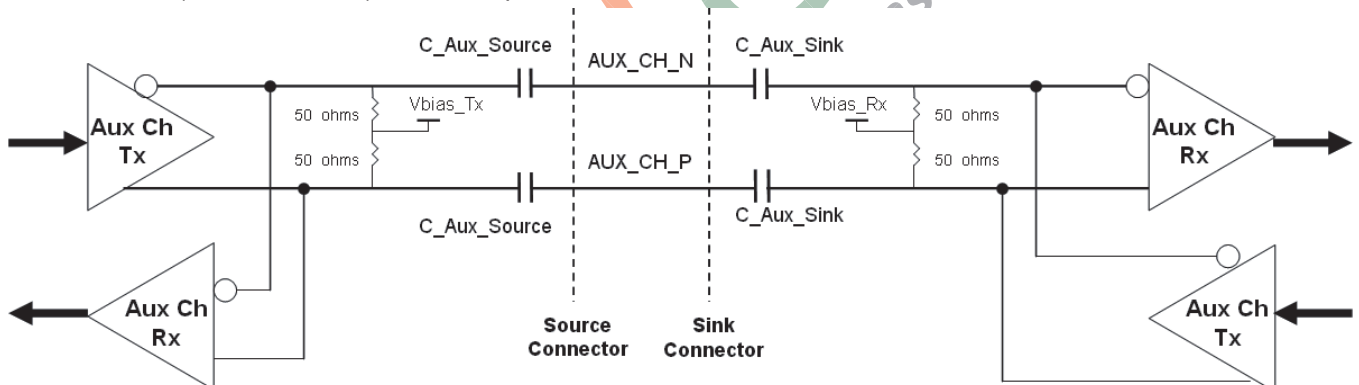 C_Aux_Source
AUX_CH_N
C_Aux_Sink
Aux Ch
Tx
50 ohms
Vbias_Tx
50 ohms
Vbias_Rx
50 ohms
50 ohms
Aux Ch
Rx
AUX_CH_P
C_Aux_Source
C_Aux_Sink
Aux Ch
Rx
Source
Connector
Sink
Connector
Aux Ch
Tx